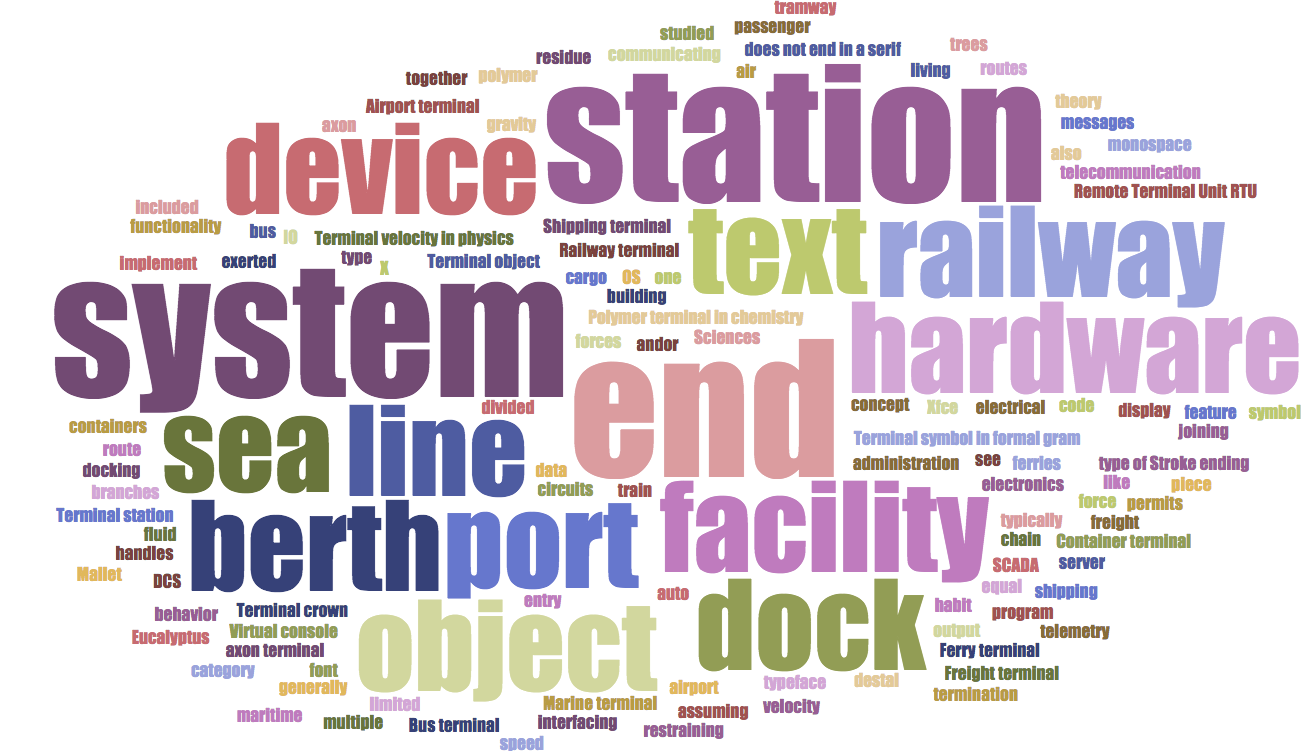 tramway
passenger
studied
does not end in a serif
trees
residue
communicating
air
living
routes
together
polymer
station
Airport terminal
theory
axon
gravity
messages
device
also
monospace
telecommunication
Remote Terminal Unit RTU
included
functionality
bus
IO
Terminal velocity in physics
Shipping terminal
text
railway
implement
exerted
type
X
Terminal object
Railway terminal
cargo
OS
one
building
system
Polymer terminal in chemistry
forces
andor
Sciences
hardware
end
divided
concept
Xfce
electrical
code
display
feature
symbol
containers
sea
line
joining
route
Terminal symbol in formal gram
docking
data
administration
see
ferries
type of Stroke ending
branches
circuits
train
electronics
like
piece
Terminal station
berth
port
facility
force
permits
fluid
typically
freight
handles
chain
Container terminal
Mallet
DCS
SCADA
server
behavior
Terminal crown
entry
auto
dock
equal
shipping
habit
program
Eucalyptus
Virtual console
object
output
telemetry
axon terminal
Ferry terminal
category
font
Freight terminal
generally
airport
typeface
destal
termination
limited
Marine terminal
maritime
multiple
Bus terminal
interfacing
assuming
velocity
restraining
speed